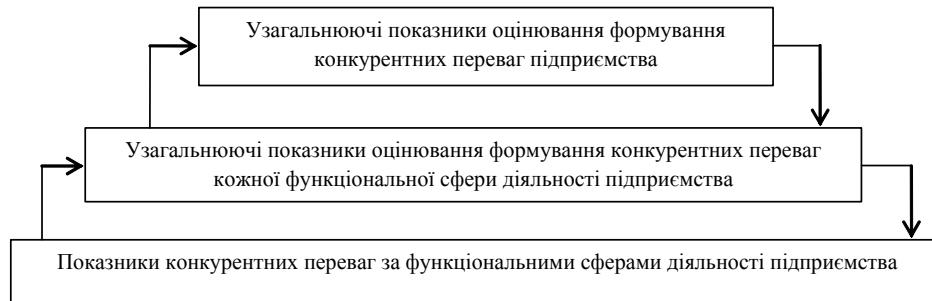 Узагальнюючі показники оцінювання формування
конкурентних переваг підприємства
Узагальнюючі показники оцінювання формування конкурентних переваг
кожної функціональної сфери діяльності підприємства
Показники конкурентних переваг за функціональними сферами діяльності підприємства